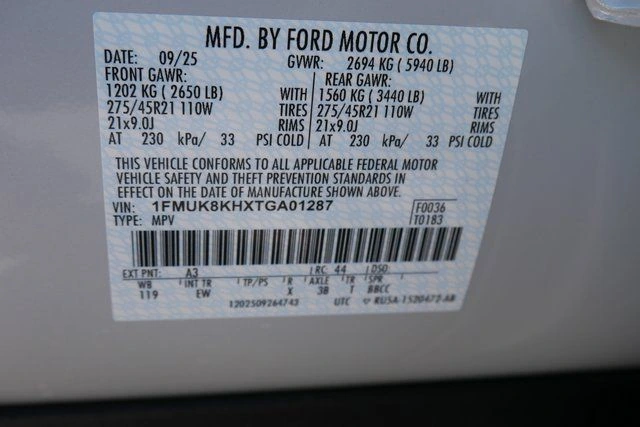 MFD. BY FORD MOTOR CO.
DATE: 09/25 GVWR: 2694 KG ( 5940 LB)
FRONT GAWR: REAR GAWR:
1202 KG ( 2650 LB) WITH 1560 KG ( 3440 LB) WITH
275/45R21 110W TIRES 275/45R21 110W TIRES
21x9.0J RIMS 21x9.0J RIMS
AT 230 kPa/ 33 PSI COLD AT 230 kPa/ 33 PSI COLD
THIS VEHICLE CONFORMS TO ALL APPLICABLE FEDERAL MOTOR
VEHICLE SAFETY AND THEFT PREVENTION STANDARDS IN
EFFECT ON THE DATE OF MANUFACTURE SHOWN ABOVE.
VIN: 1FMUK8KHXTGA01287 F0036
TYPE: MPV T0183
EXT PNT: A3 RC: 44 DSO:
WB INT TR TP/PS R AXLE TR SPR
119 EW X 3B T BBCC
1202509264743 UTC RU5A-1520472-AB